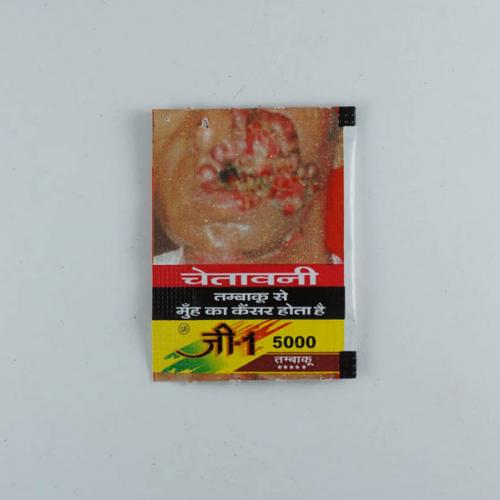 चेतावनी
तम्बाकू से
मुँह का कैंसर होता है
जी-1 5000
तम्बाकू